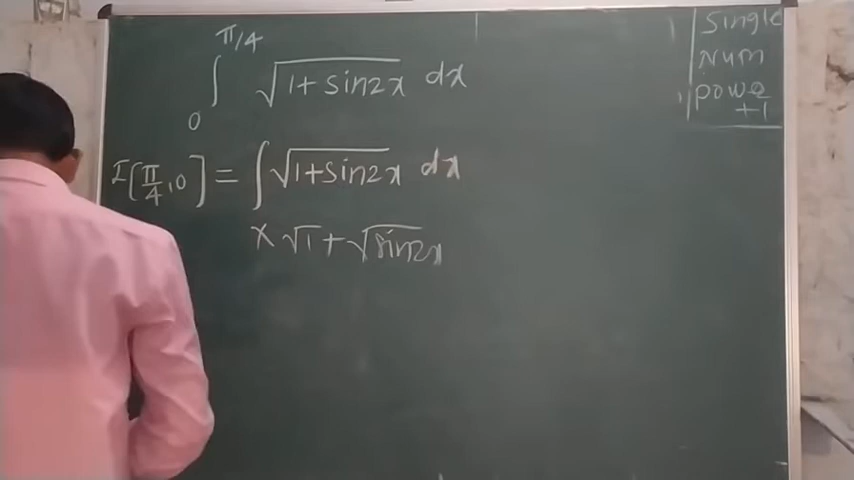 π/4
∫ √1+sin2x dx
0
I[π/4,0] = ∫√1+sin2x dx
x √1+√sin2x
Single
Num
powe
+1